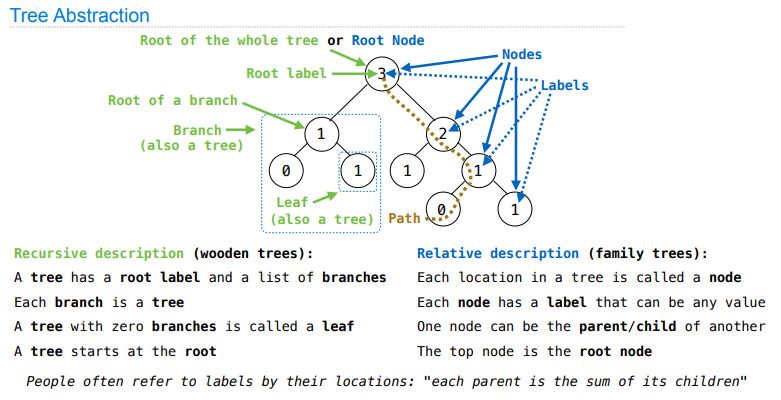 Tree Abstraction
Root of the whole tree or Root Node
Nodes
Root label
3
Labels
Root of a branch
Branch
(also a tree)
1
2
0
1
1
1
Leaf
(also a tree)
Path
0
1
Recursive description (wooden trees):
A tree has a root label and a list of branches
Each branch is a tree
A tree with zero branches is called a leaf
A tree starts at the root
Relative description (family trees):
Each location in a tree is called a node
Each node has a label that can be any value
One node can be the parent/child of another
The top node is the root node
People often refer to labels by their locations: "each parent is the sum of its children"